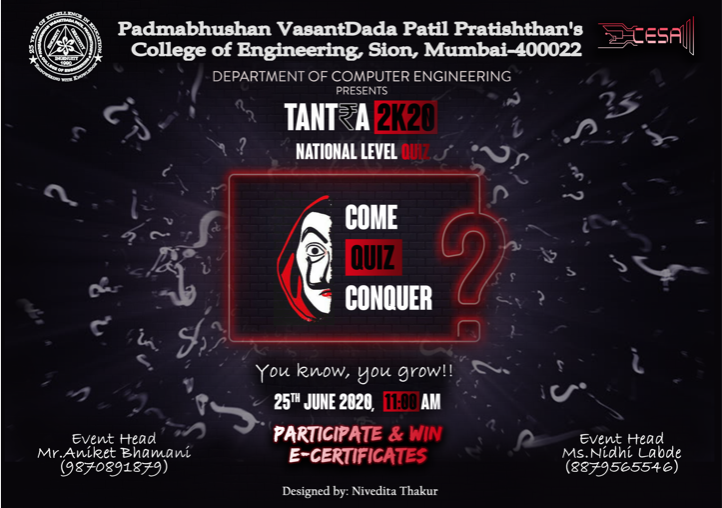 Padmabhushan VasantDada Patil Pratishthan's
College of Engineering, Sion, Mumbai-400022
CESA
DEPARTMENT OF COMPUTER ENGINEERING
PRESENTS
TANTRA 2K20
NATIONAL LEVEL QUIZ
COME
QUIZ
CONQUER
?
You know, you grow!!
25TH JUNE 2020, 11:00 AM
PARTICIPATE & WIN
E-CERTIFICATES
Event Head
Mr.Aniket Bhamani
(9870891879)
Event Head
Ms.Nidhi Labde
(8879565546)
Designed by: Nivedita Thakur